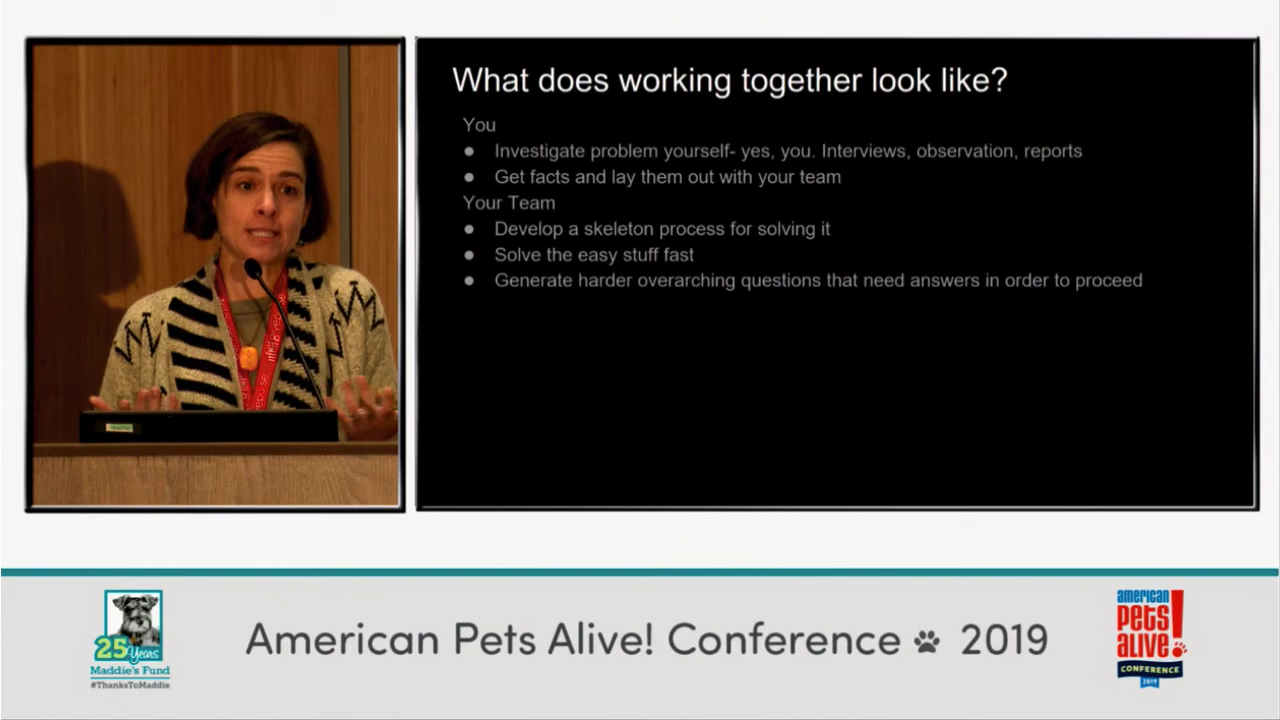 What does working together look like?
You
● Investigate problem yourself- yes, you. Interviews, observation, reports
● Get facts and lay them out with your team
Your Team
● Develop a skeleton process for solving it
● Solve the easy stuff fast
● Generate harder overarching questions that need answers in order to proceed
25 Years
Maddie's Fund
#ThanksToMaddie
American Pets Alive! Conference 2019
american
pets
alive!
CONFERENCE
2019